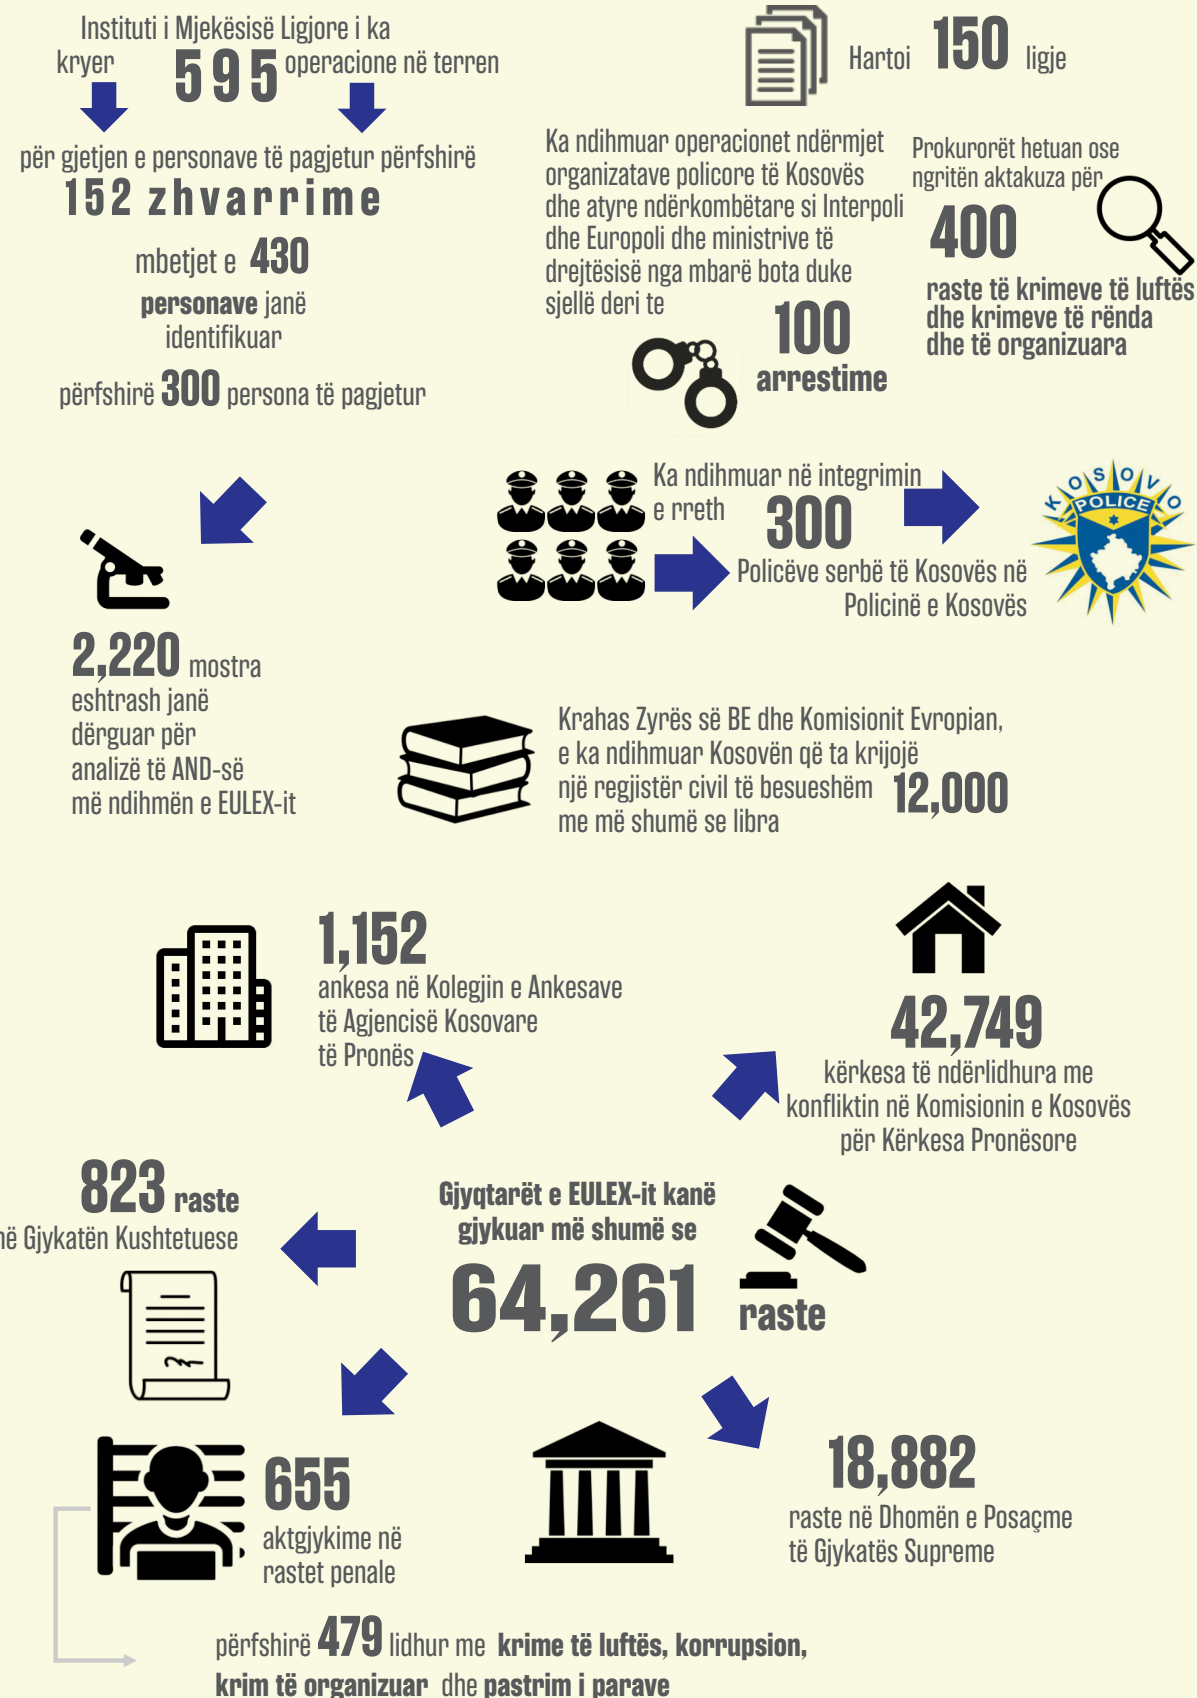 Instituti i Mjekësisë Ligjore i ka
kryer 595 operacione në terren
për gjetjen e personave të pagjetur përfshirë
152 zhvarrime
mbetjet e 430
personave janë
identifikuar
përfshirë 300 persona të pagjetur
2,220 mostra
eshtrash janë
dërguar për
analizë të AND-së
më ndihmën e EULEX-it
Hartoi 150 ligje
Ka ndihmuar operacionet ndërmjet
organizatave policore të Kosovës
dhe atyre ndërkombëtare si Interpoli
dhe Europoli dhe ministrive të
drejtësisë nga mbarë bota duke
sjellë deri te
100
arrestime
Prokurorët hetuan ose
ngritën aktakuza për
400
raste të krimeve të luftës
dhe krimeve të rënda
dhe të organizuara
Ka ndihmuar në integrimin
e rreth 300
Policëve serbë të Kosovës në
Policinë e Kosovës
KOSOVO
POLICE
Krahas Zyrës së BE dhe Komisionit Evropian,
e ka ndihmuar Kosovën që ta krijojë
një regjistër civil të besueshëm 12,000
me më shumë se libra
1,152
ankesa në Kolegjin e Ankesave
të Agjencisë Kosovare
të Pronës
42,749
kërkesa të ndërlidhura me
konfliktin në Komisionin e Kosovës
për Kërkesa Pronësore
823 raste
në Gjykatën Kushtetuese
Gjyqtarët e EULEX-it kanë
gjykuar më shumë se
64,261 raste
655
aktgjykime në
rastet penale
18,882
raste në Dhomën e Posaçme
të Gjykatës Supreme
përfshirë 479 lidhur me krime të luftës, korrupsion,
krim të organizuar dhe pastrim i parave